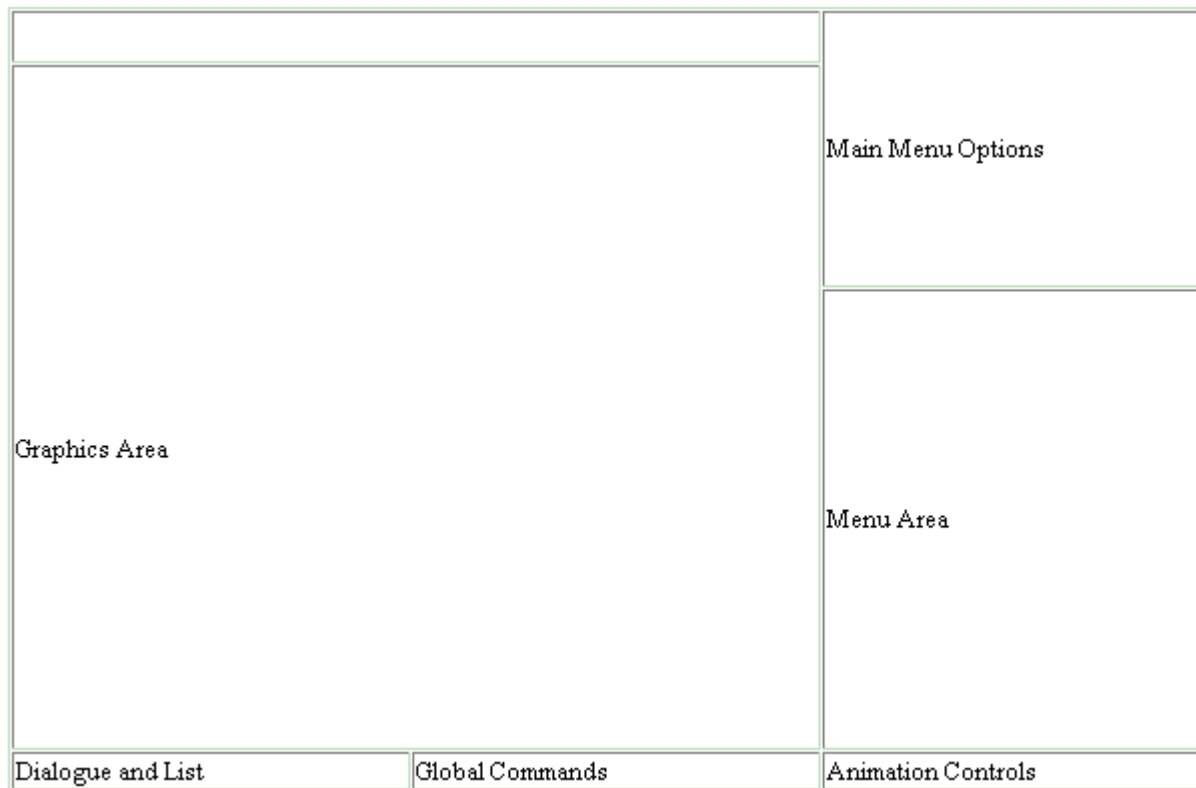 Main Menu Options
Graphics Area
Menu Area
Dialogue and List
Global Commands
Animation Controls